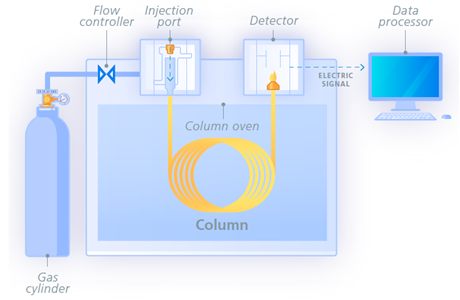 Flow
controller
Injection
port
Detector
Data
processor
ELECTRIC
SIGNAL
Column oven
Column
Gas
cylinder